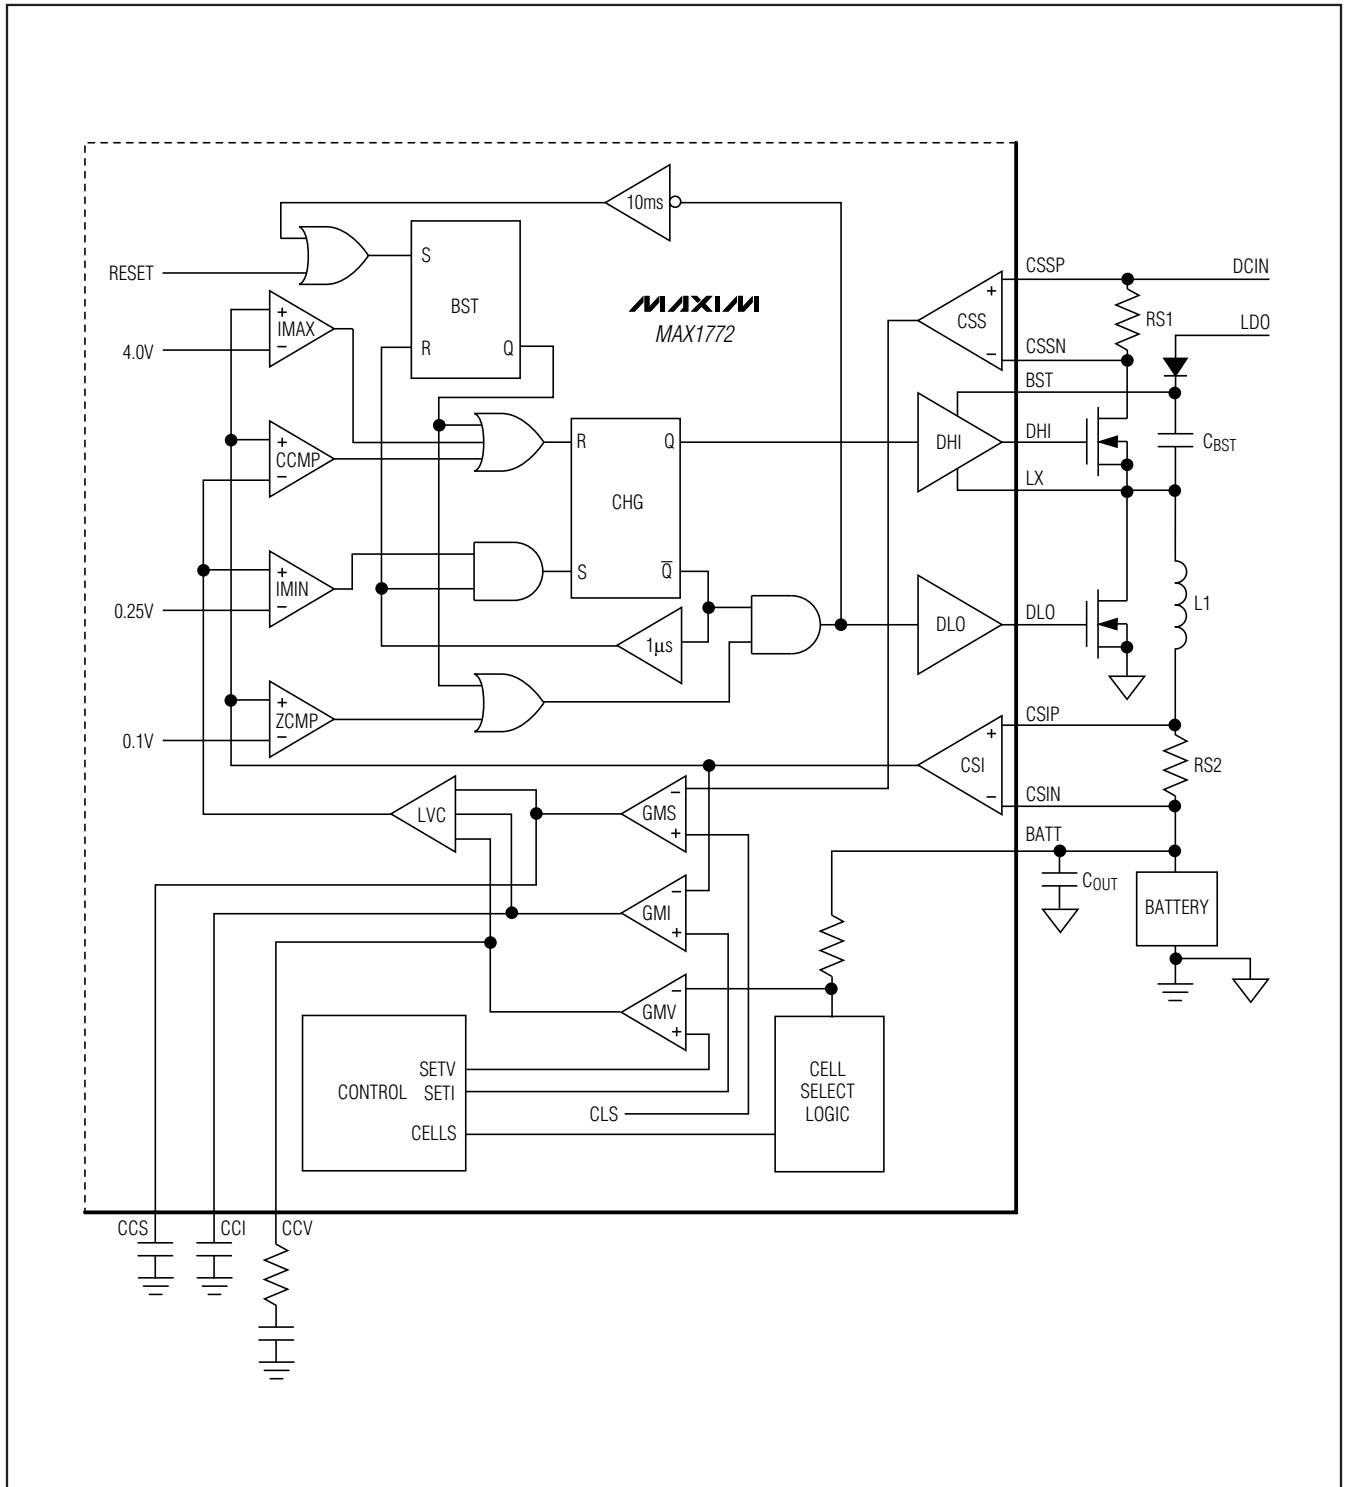 10ms
RESET
S
BST
R
Q
MAXIM
MAX1772
CSSP
DCIN
+
CSS
−
RS1
LDO
CSSN
BST
+
IMAX
−
4.0V
+
CCMP
−
R
Q
CHG
S
Q̅
DHI
DHI
C_BST
LX
+
IMIN
−
0.25V
1µs
DLO
DLO
L1
+
ZCMP
−
0.1V
CSIP
+
CSI
−
RS2
CSIN
LVC
−
GMS
+
BATT
C_OUT
BATTERY
−
GMI
+
−
GMV
+
CONTROL
SETV
SETI
CELLS
CLS
CELL
SELECT
LOGIC
CCS
CCI
CCV